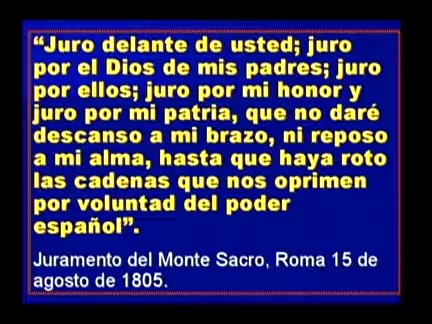 “Juro delante de usted; juro
por el Dios de mis padres; juro
por ellos; juro por mi honor y
juro por mi patria, que no daré
descanso a mi brazo, ni reposo
a mi alma, hasta que haya roto
las cadenas que nos oprimen
por voluntad del poder
español”.
Juramento del Monte Sacro, Roma 15 de
agosto de 1805.